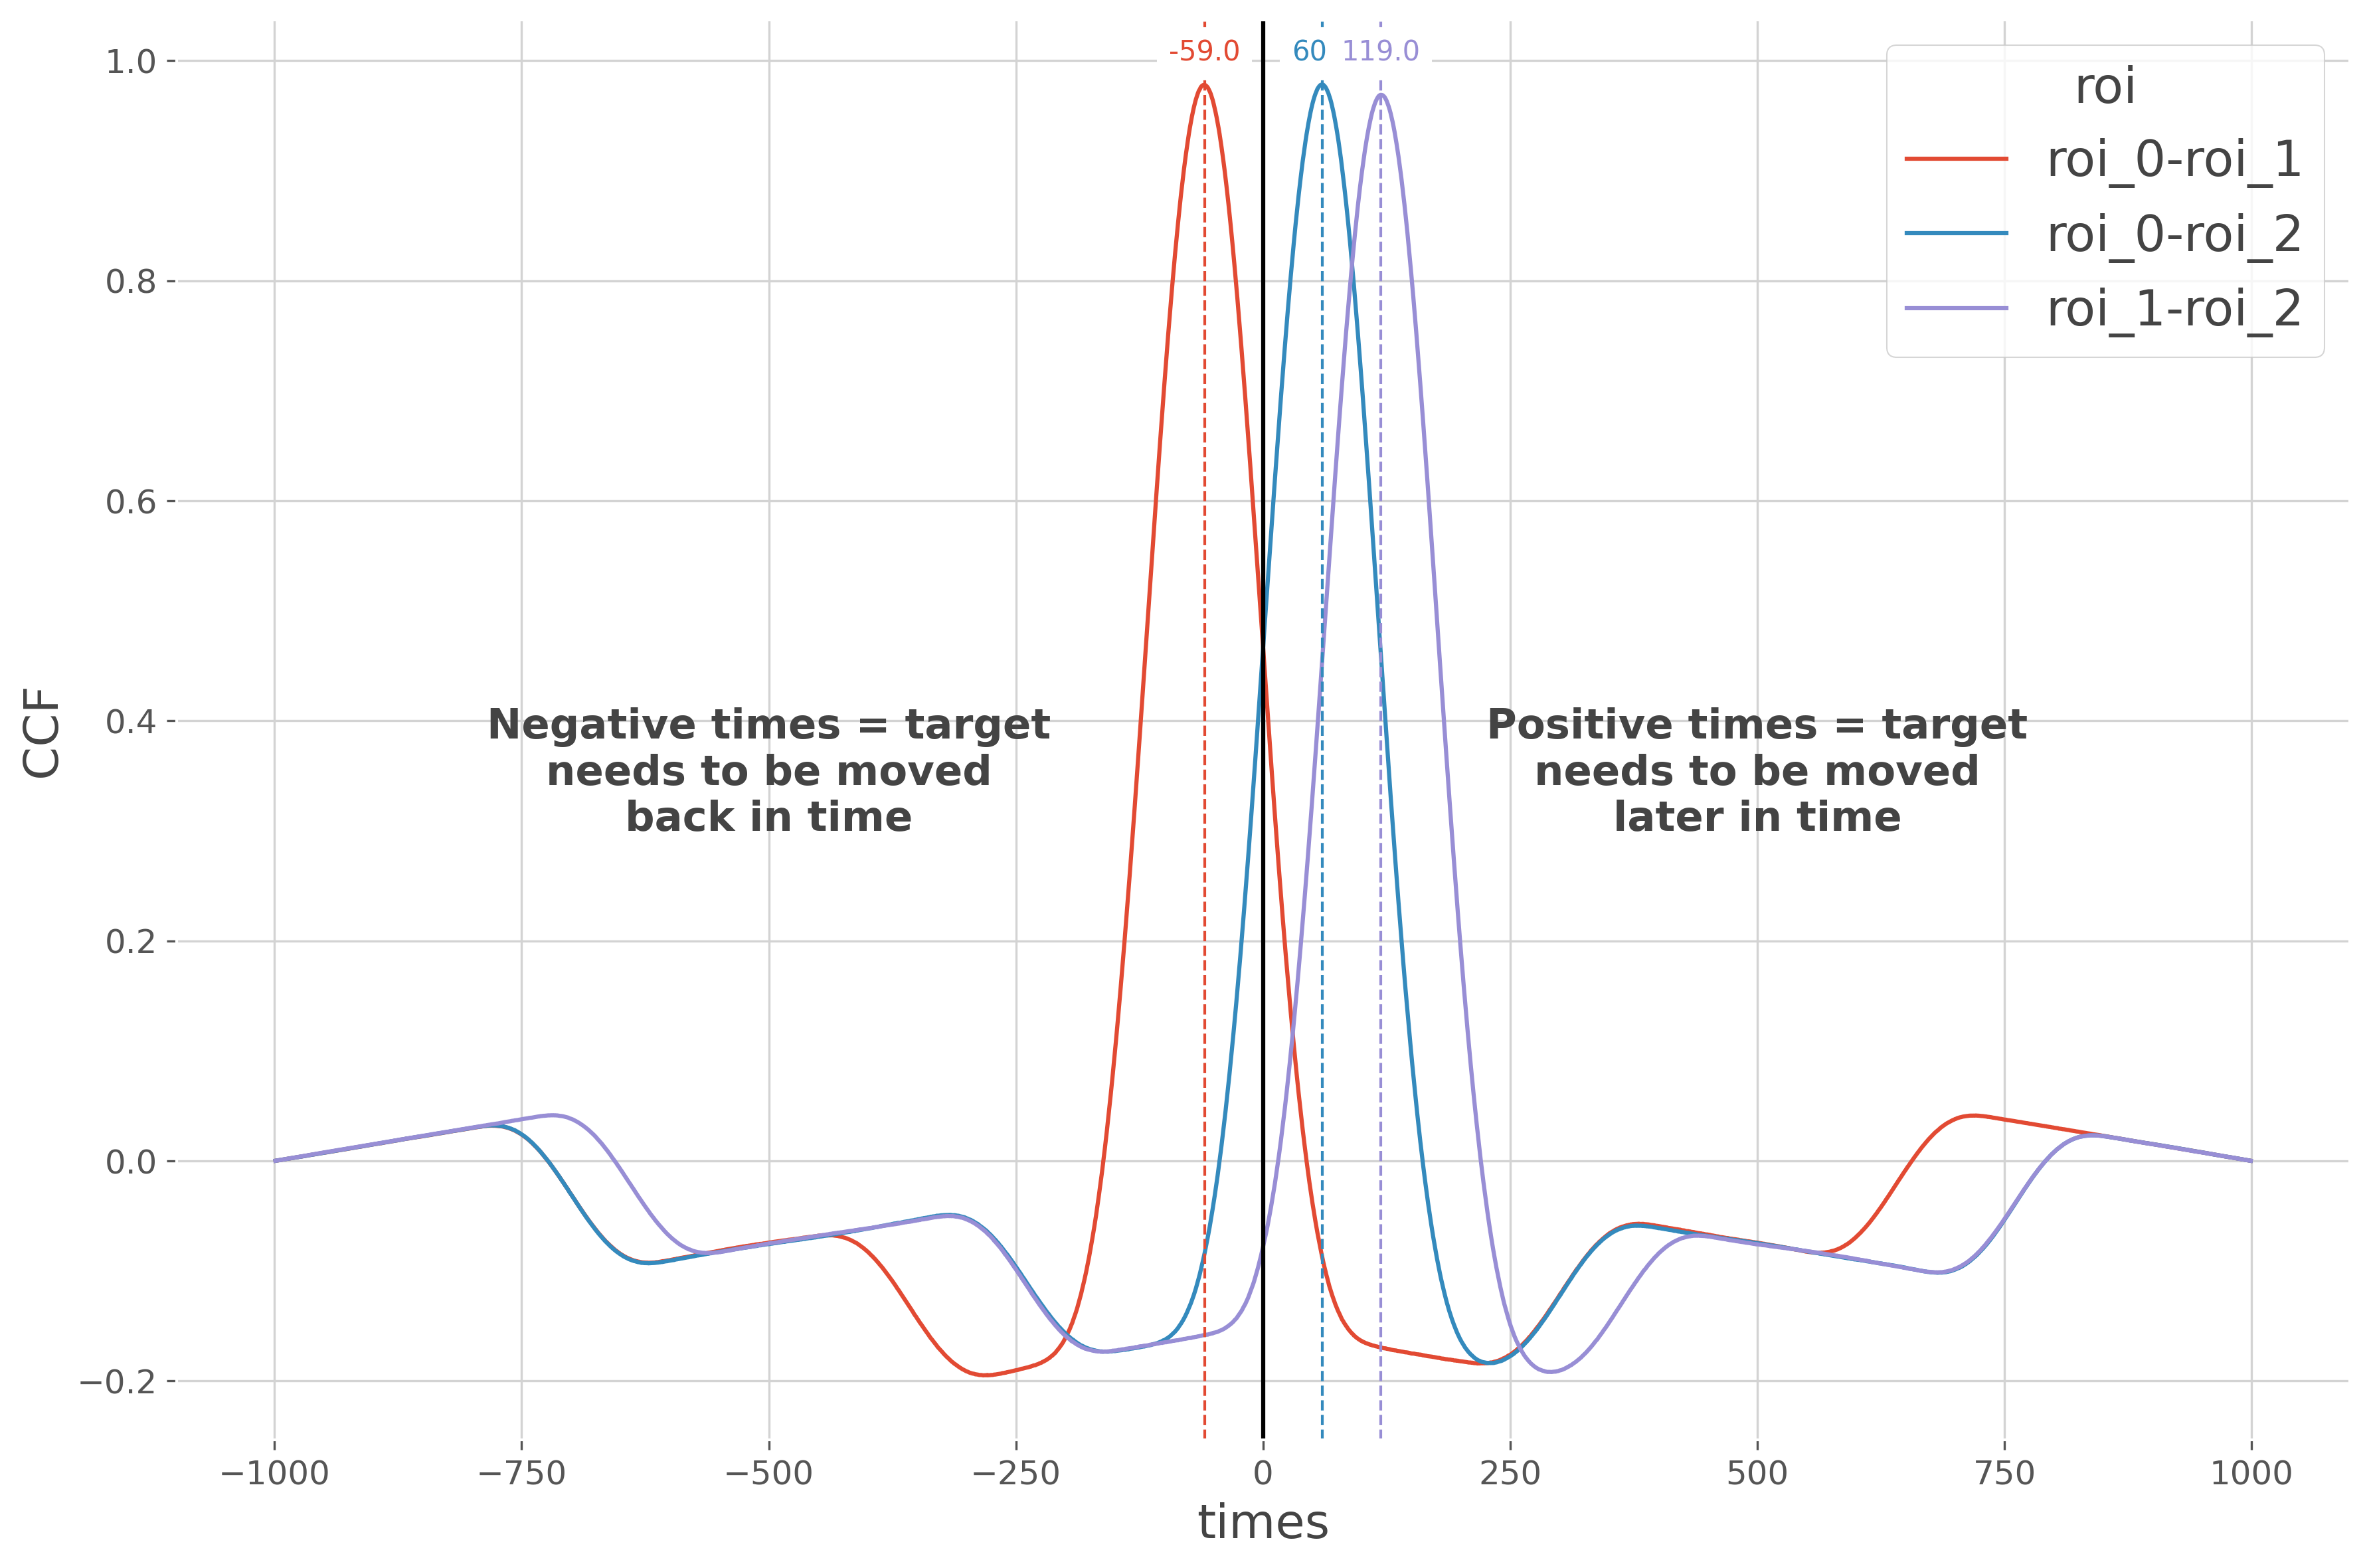 -59.0
60
119.0
roi
roi_0-roi_1
roi_0-roi_2
roi_1-roi_2
1.0
0.8
0.6
0.4
0.2
0.0
−0.2
CCF
Negative times = target
needs to be moved
back in time
Positive times = target
needs to be moved
later in time
−1000
−750
−500
−250
0
250
500
750
1000
times